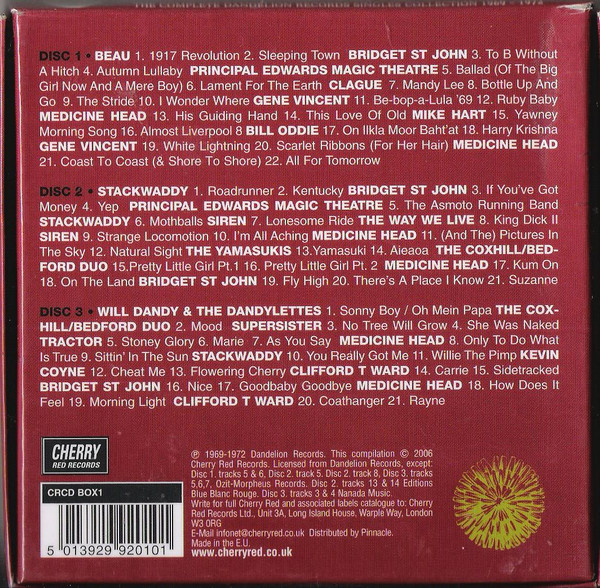 THE COMPLETE DANDELION RECORDS SINGLES COLLECTION 1969 - 1972
DISC 1 • BEAU 1. 1917 Revolution 2. Sleeping Town BRIDGET ST JOHN 3. To B Without
A Hitch 4. Autumn Lullaby PRINCIPAL EDWARDS MAGIC THEATRE 5. Ballad (Of The Big
Girl Now And A Mere Boy) 6. Lament For The Earth CLAGUE 7. Mandy Lee 8. Bottle Up And
Go 9. The Stride 10. I Wonder Where GENE VINCENT 11. Be-bop-a-Lula '69 12. Ruby Baby
MEDICINE HEAD 13. His Guiding Hand 14. This Love Of Old MIKE HART 15. Yawney
Morning Song 16. Almost Liverpool 8 BILL ODDIE 17. On Ilkla Moor Baht'at 18. Harry Krishna
GENE VINCENT 19. White Lightning 20. Scarlet Ribbons (For Her Hair) MEDICINE HEAD
21. Coast To Coast (& Shore To Shore) 22. All For Tomorrow
DISC 2 • STACKWADDY 1. Roadrunner 2. Kentucky BRIDGET ST JOHN 3. If You've Got
Money 4. Yep PRINCIPAL EDWARDS MAGIC THEATRE 5. The Asmoto Running Band
STACKWADDY 6. Mothballs SIREN 7. Lonesome Ride THE WAY WE LIVE 8. King Dick II
SIREN 9. Strange Locomotion 10. I'm All Aching MEDICINE HEAD 11. (And The) Pictures In
The Sky 12. Natural Sight THE YAMASUKIS 13.Yamasuki 14. Aieaoa THE COXHILL/BED-
FORD DUO 15.Pretty Little Girl Pt.1 16. Pretty Little Girl Pt. 2 MEDICINE HEAD 17. Kum On
18. On The Land BRIDGET ST JOHN 19. Fly High 20. There's A Place I Know 21. Suzanne
DISC 3 • WILL DANDY & THE DANDYLETTES 1. Sonny Boy / Oh Mein Papa THE COX-
HILL/BEDFORD DUO 2. Mood SUPERSISTER 3. No Tree Will Grow 4. She Was Naked
TRACTOR 5. Stoney Glory 6. Marie 7. As You Say MEDICINE HEAD 8. Only To Do What
Is True 9. Sittin' In The Sun STACKWADDY 10. You Really Got Me 11. Willie The Pimp KEVIN
COYNE 12. Cheat Me 13. Flowering Cherry CLIFFORD T WARD 14. Carrie 15. Sidetracked
BRIDGET ST JOHN 16. Nice 17. Goodbaby Goodbye MEDICINE HEAD 18. How Does It
Feel 19. Morning Light CLIFFORD T WARD 20. Coathanger 21. Rayne
CHERRY
RED RECORDS
CRCD BOX1
5 013929 920101
℗ 1969-1972 Dandelion Records. This compilation © 2006
Cherry Red Records. Licensed from Dandelion Records, except:
Disc 1. tracks 5 & 6, Disc 2. track 5. Disc 2. track 8, Disc 3. tracks
5,6,7, Ozit-Morpheus Records. Disc 2. tracks 13 & 14 Editions
Blue Blanc Rouge. Disc 3. tracks 3 & 4 Nanada Music.
Write for full Cherry Red and associated labels catalogue to: Cherry
Red Records Ltd., Unit 3A, Long Island House, Warple Way, London
W3 0RG
E-Mail infonet@cherryred.co.uk Distributed by Pinnacle.
Made in the E.U.
www.cherryred.co.uk